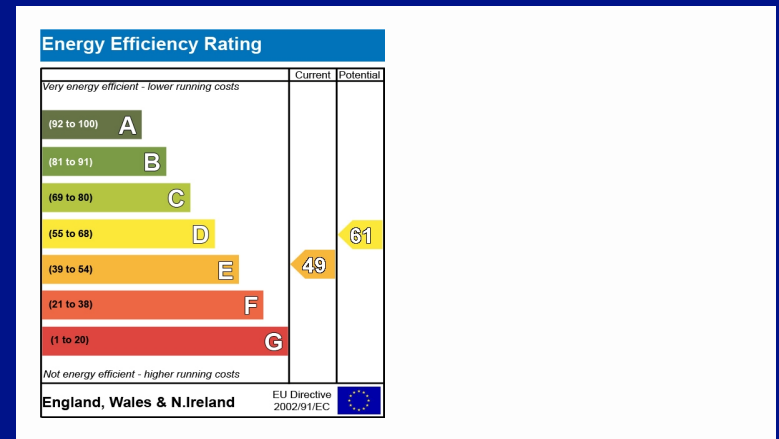 Energy Efficiency Rating
Current Potential
Very energy efficient - lower running costs
(92 to 100) A
(81 to 91) B
(69 to 80) C
(55 to 68) D
61
(39 to 54) E
49
(21 to 38) F
(1 to 20) G
Not energy efficient - higher running costs
England, Wales & N.Ireland
EU Directive
2002/91/EC